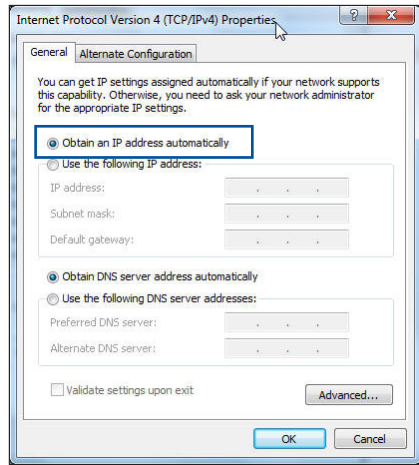 Internet Protocol Version 4 (TCP/IPv4) Properties
General
Alternate Configuration
You can get IP settings assigned automatically if your network supports
this capability. Otherwise, you need to ask your network administrator
for the appropriate IP settings.
Obtain an IP address automatically
Use the following IP address:
IP address:
Subnet mask:
Default gateway:
Obtain DNS server address automatically
Use the following DNS server addresses:
Preferred DNS server:
Alternate DNS server:
Validate settings upon exit
Advanced...
OK
Cancel